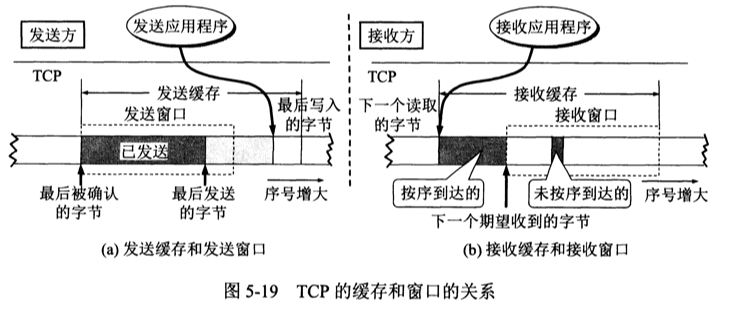 发送方
发送应用程序
TCP
发送缓存
发送窗口
最后写入
的字节
已发送
最后被确认
的字节
最后发送
的字节
序号增大
(a) 发送缓存和发送窗口
接收方
接收应用程序
TCP
下一个读取
的字节
接收缓存
接收窗口
按序到达的
未按序到达的
序号增大
下一个期望收到的字节
(b) 接收缓存和接收窗口
图 5-19 TCP 的缓存和窗口的关系